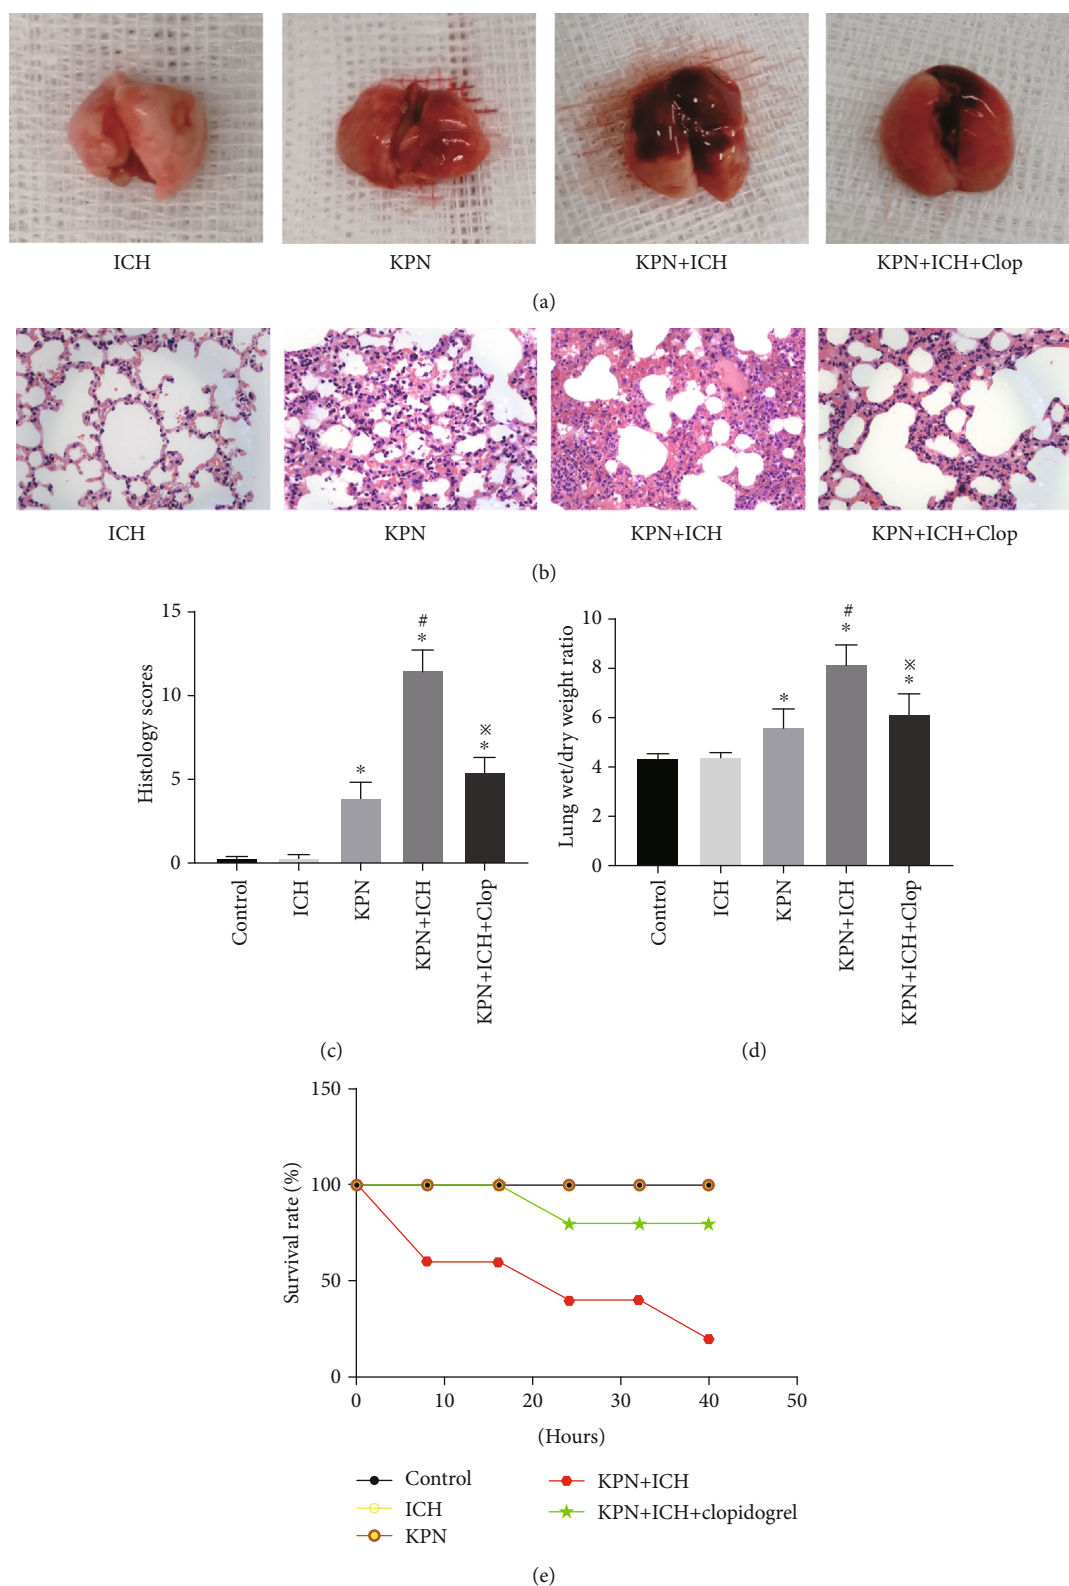 ICH KPN KPN+ICH KPN+ICH+Clop
(a)
ICH KPN KPN+ICH KPN+ICH+Clop
(b)
Histology scores
15
10
5
0
#
*
*
※
*
Control
ICH
KPN
KPN+ICH
KPN+ICH+Clop
(c)
Lung wet/dry weight ratio
10
8
6
4
2
0
#
*
*
※
*
Control
ICH
KPN
KPN+ICH
KPN+ICH+Clop
(d)
Survival rate (%)
150
100
50
0
0 10 20 30 40 50
(Hours)
Control
ICH
KPN
KPN+ICH
KPN+ICH+clopidogrel
(e)